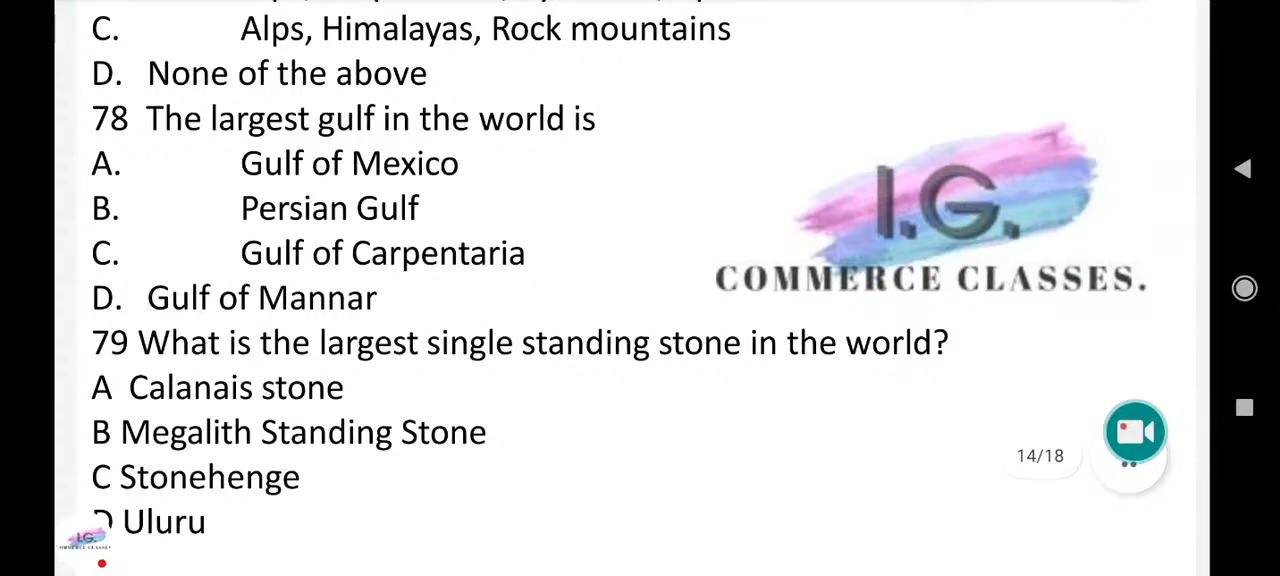 C. Alps, Himalayas, Rock mountains
D. None of the above
78 The largest gulf in the world is
A. Gulf of Mexico
B. Persian Gulf
C. Gulf of Carpentaria
D. Gulf of Mannar
I.G.
COMMERCE CLASSES.
79 What is the largest single standing stone in the world?
A Calanais stone
B Megalith Standing Stone
C Stonehenge
D Uluru
14/18
I.G.
COMMERCE CLASSES